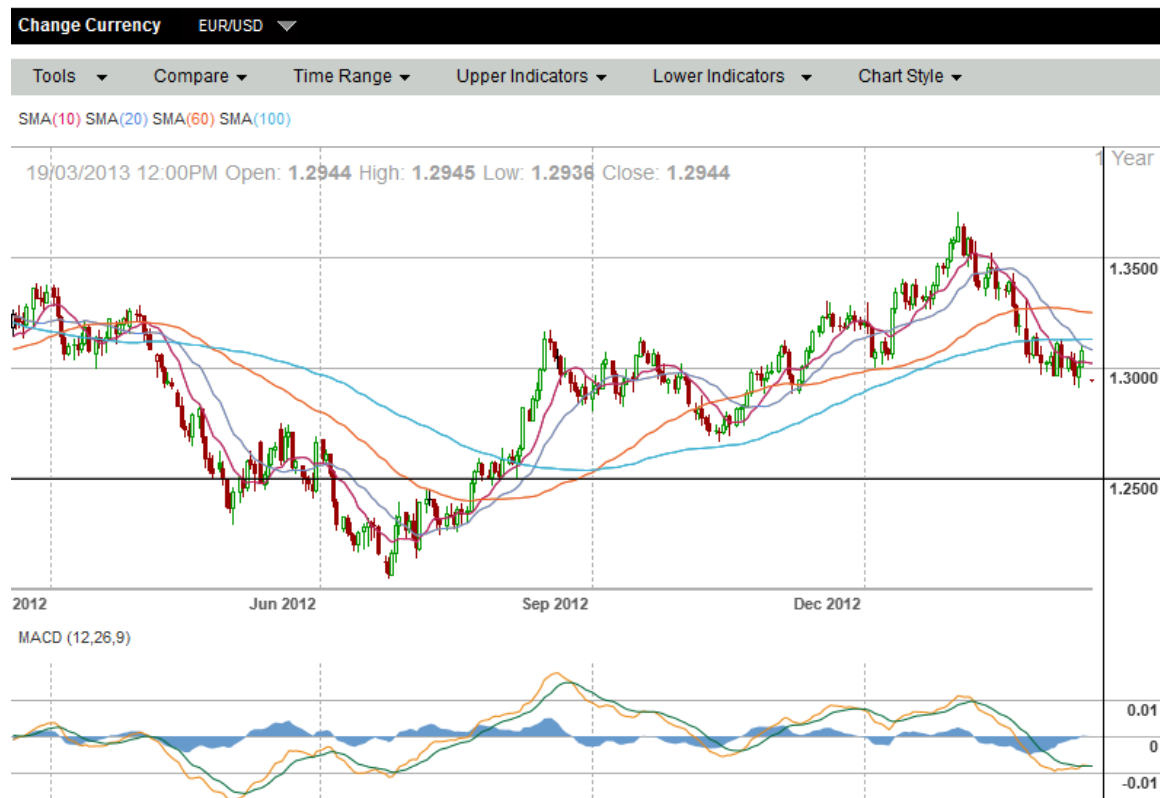 Change Currency EUR/USD
Tools Compare Time Range Upper Indicators Lower Indicators Chart Style
SMA(10) SMA(20) SMA(60) SMA(100)
1 Year
19/03/2013 12:00PM Open: 1.2944 High: 1.2945 Low: 1.2936 Close: 1.2944
1.3500
1.3000
1.2500
2012 Jun 2012 Sep 2012 Dec 2012
MACD (12,26,9)
0.01
0
-0.01